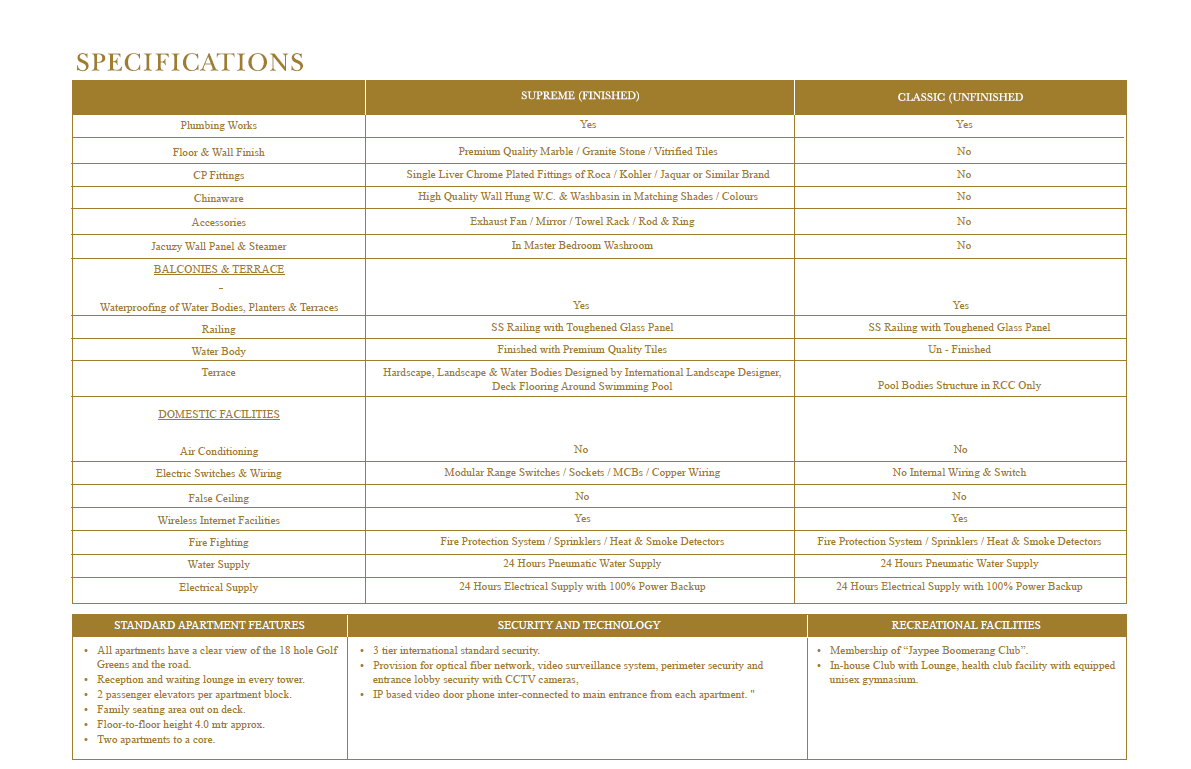 SPECIFICATIONS
SUPREME (FINISHED) CLASSIC (UNFINISHED
Plumbing Works Yes Yes
Floor & Wall Finish Premium Quality Marble / Granite Stone / Vitrified Tiles No
CP Fittings Single Liver Chrome Plated Fittings of Roca / Kohler / Jaquar or Similar Brand No
Chinaware High Quality Wall Hung W.C. & Washbasin in Matching Shades / Colours No
Accessories Exhaust Fan / Mirror / Towel Rack / Rod & Ring No
Jacuzy Wall Panel & Steamer In Master Bedroom Washroom No
BALCONIES & TERRACE
-
Waterproofing of Water Bodies, Planters & Terraces Yes Yes
Railing SS Railing with Toughened Glass Panel SS Railing with Toughened Glass Panel
Water Body Finished with Premium Quality Tiles Un - Finished
Terrace Hardscape, Landscape & Water Bodies Designed by International Landscape Designer,
Deck Flooring Around Swimming Pool Pool Bodies Structure in RCC Only
DOMESTIC FACILITIES
Air Conditioning No No
Electric Switches & Wiring Modular Range Switches / Sockets / MCBs / Copper Wiring No Internal Wiring & Switch
False Ceiling No No
Wireless Internet Facilities Yes Yes
Fire Fighting Fire Protection System / Sprinklers / Heat & Smoke Detectors Fire Protection System / Sprinklers / Heat & Smoke Detectors
Water Supply 24 Hours Pneumatic Water Supply 24 Hours Pneumatic Water Supply
Electrical Supply 24 Hours Electrical Supply with 100% Power Backup 24 Hours Electrical Supply with 100% Power Backup
STANDARD APARTMENT FEATURES
• All apartments have a clear view of the 18 hole Golf
Greens and the road.
• Reception and waiting lounge in every tower.
• 2 passenger elevators per apartment block.
• Family seating area out on deck.
• Floor-to-floor height 4.0 mtr approx.
• Two apartments to a core.
SECURITY AND TECHNOLOGY
• 3 tier international standard security.
• Provision for optical fiber network, video surveillance system, perimeter security and
entrance lobby security with CCTV cameras,
• IP based video door phone inter-connected to main entrance from each apartment. "
RECREATIONAL FACILITIES
• Membership of “Jaypee Boomerang Club”.
• In-house Club with Lounge, health club facility with equipped
unisex gymnasium.